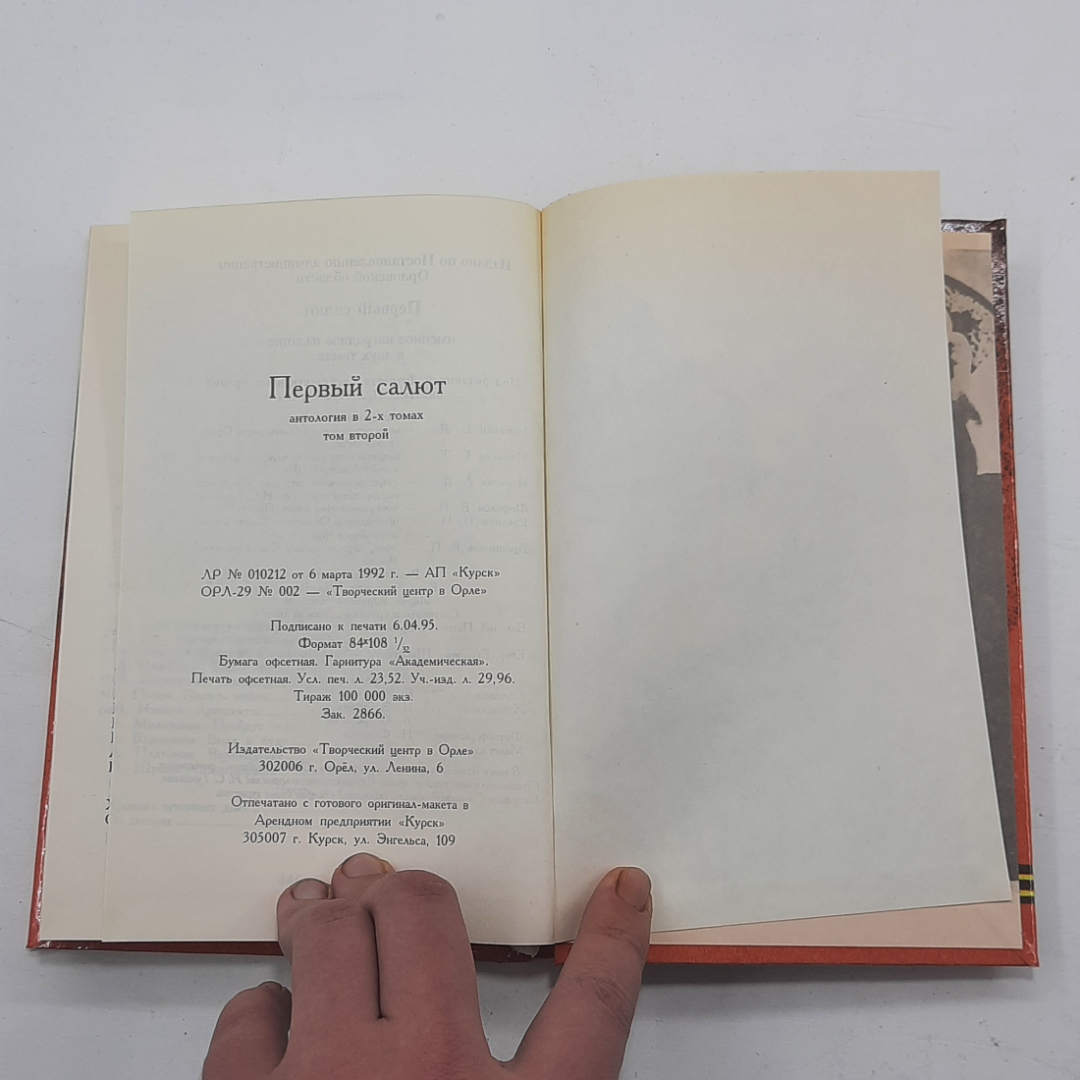 Первый салют
антология в 2-х томах
том второй
ЛР № 010212 от 6 марта 1992 г. — АП «Курск»
ОРЛ-29 № 002 — «Творческий центр в Орле»
Подписано к печати 6.04.95.
Формат 84×108 1/32
Бумага офсетная. Гарнитура «Академическая».
Печать офсетная. Усл. печ. л. 23,52. Уч.-изд. л. 29,96.
Тираж 100 000 экз.
Зак. 2866.
Издательство «Творческий центр в Орле»
302006 г. Орёл, ул. Ленина, 6
Отпечатано с готового оригинал-макета в
Арендном предприятии «Курск»
305007 г. Курск, ул. Энгельса, 109